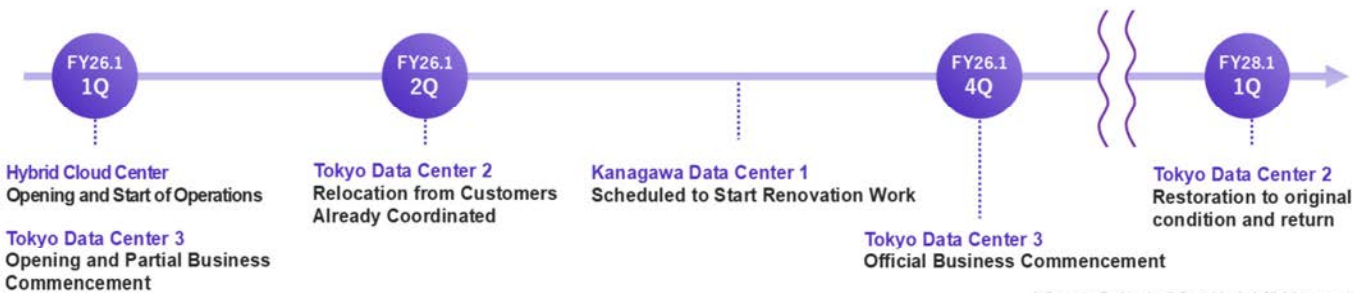 FY26.1
1Q
FY26.1
2Q
FY26.1
4Q
FY28.1
1Q
Hybrid Cloud Center
Opening and Start of Operations
Tokyo Data Center 3
Opening and Partial Business
Commencement
Tokyo Data Center 2
Relocation from Customers
Already Coordinated
Kanagawa Data Center 1
Scheduled to Start Renovation Work
Tokyo Data Center 3
Official Business Commencement
Tokyo Data Center 2
Restoration to original
condition and return